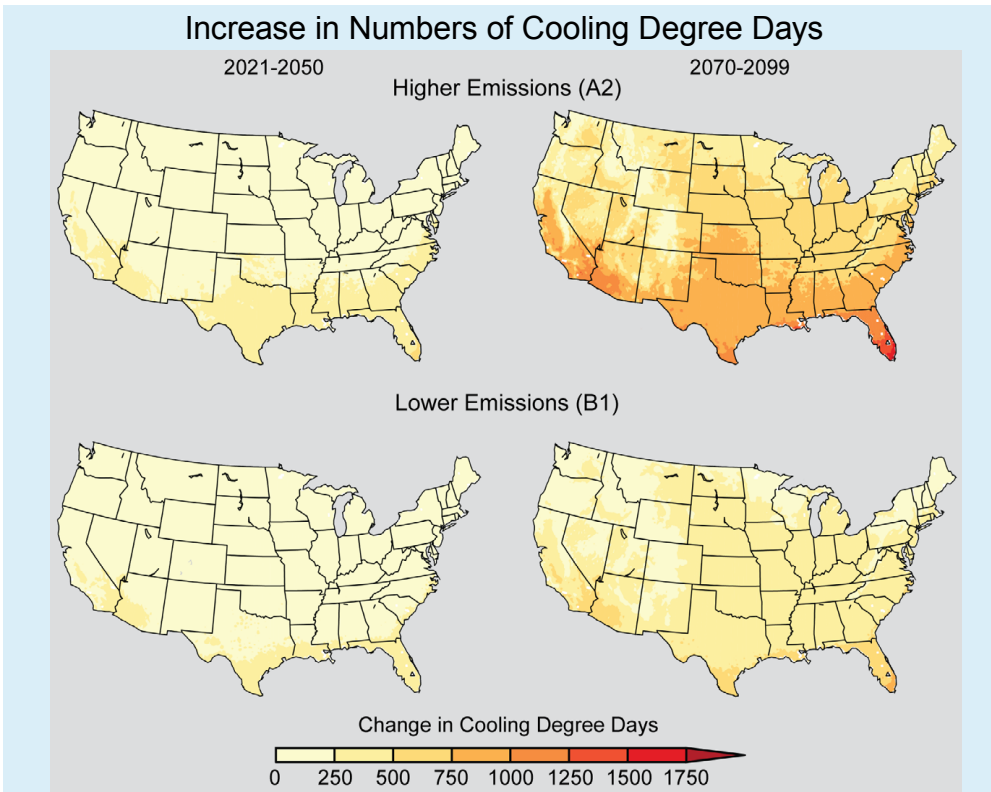 Increase in Numbers of Cooling Degree Days
2021-2050
2070-2099
Higher Emissions (A2)
Lower Emissions (B1)
Change in Cooling Degree Days
0 250 500 750 1000 1250 1500 1750